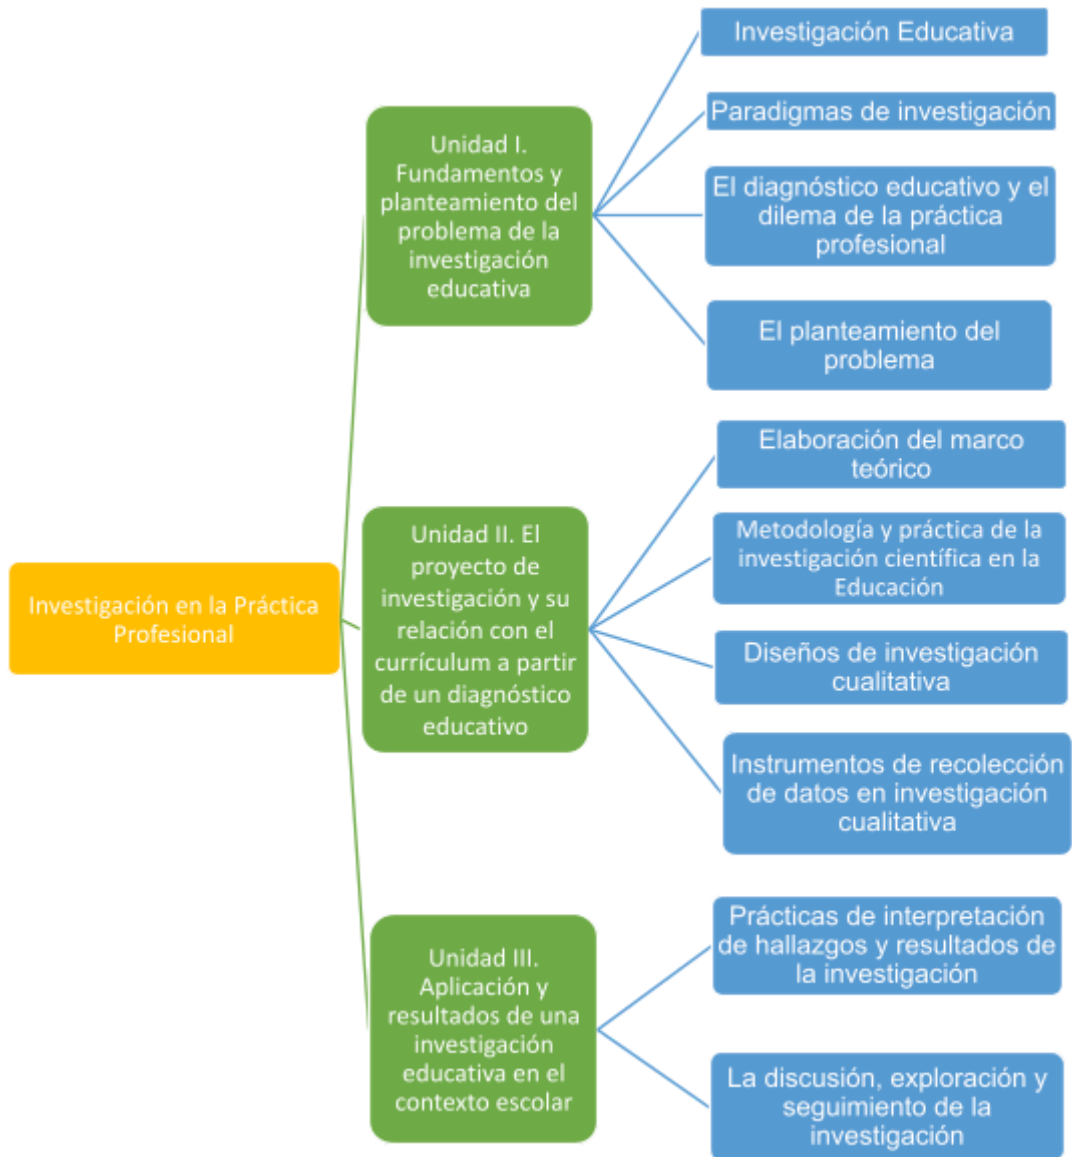 Investigación en la Práctica
Profesional
Unidad I.
Fundamentos y
planteamiento del
problema de la
investigación
educativa
Investigación Educativa
Paradigmas de investigación
El diagnóstico educativo y el
dilema de la práctica
profesional
El planteamiento del
problema
Unidad II. El
proyecto de
investigación y su
relación con el
currículum a partir
de un diagnóstico
educativo
Elaboración del marco
teórico
Metodología y práctica de la
investigación científica en la
Educación
Diseños de investigación
cualitativa
Instrumentos de recolección
de datos en investigación
cualitativa
Unidad III.
Aplicación y
resultados de una
investigación
educativa en el
contexto escolar
Prácticas de interpretación
de hallazgos y resultados de
la investigación
La discusión, exploración y
seguimiento de la
investigación